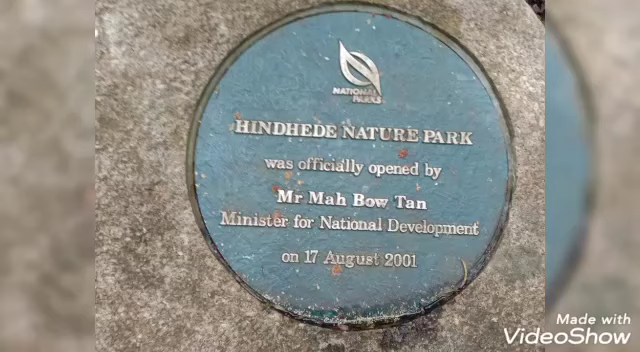 NATIONAL
PARKS
HINDHEDE NATURE PARK
was officially opened by
Mr Mah Bow Tan
Minister for National Development
on 17 August 2001
Made with
VideoShow